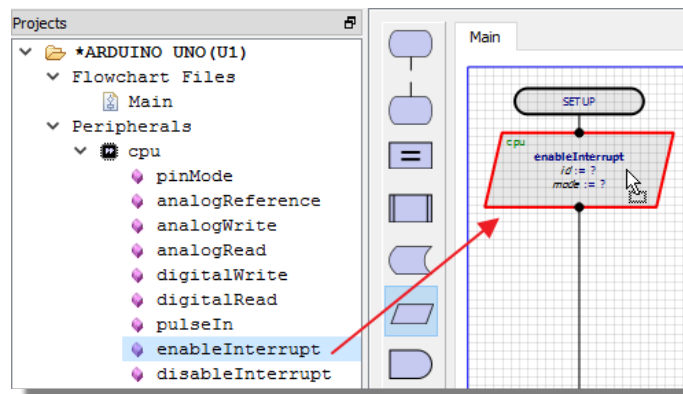 Projects
*ARDUINO UNO(U1)
Flowchart Files
Main
Peripherals
cpu
pinMode
analogReference
analogWrite
analogRead
digitalWrite
digitalRead
pulseIn
enableInterrupt
disableInterrupt
Main
SETUP
cpu
enableInterrupt
id := ?
mode := ?